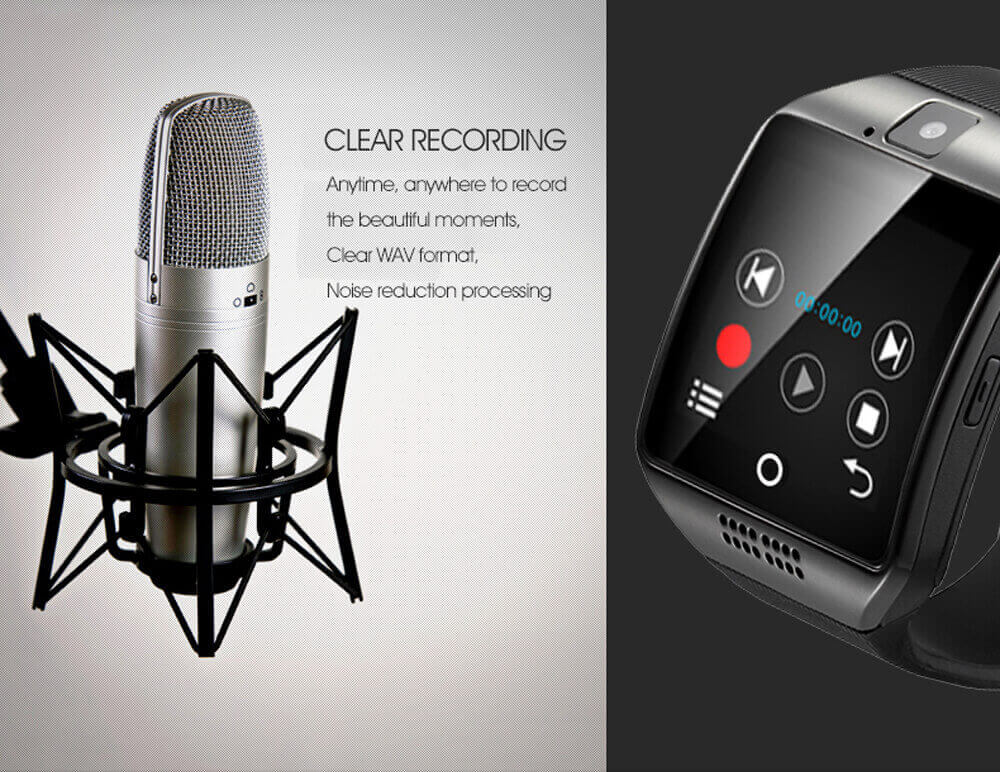 CLEAR RECORDING
Anytime, anywhere to record
the beautiful moments,
Clear WAV format,
Noise reduction processing
00:00:00